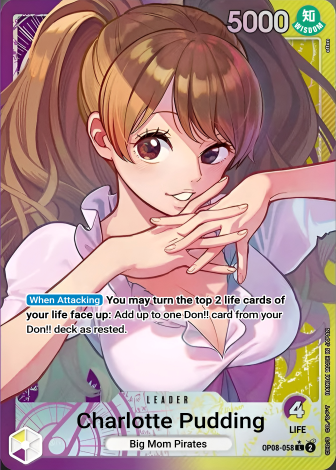 5000
知
WISDOM
When Attacking You may turn the top 2 life cards of
your life face up: Add up to one Don!! card from your
Don!! deck as rested.
LEADER
Charlotte Pudding
Big Mom Pirates
4
LIFE
OP08-058 L 2